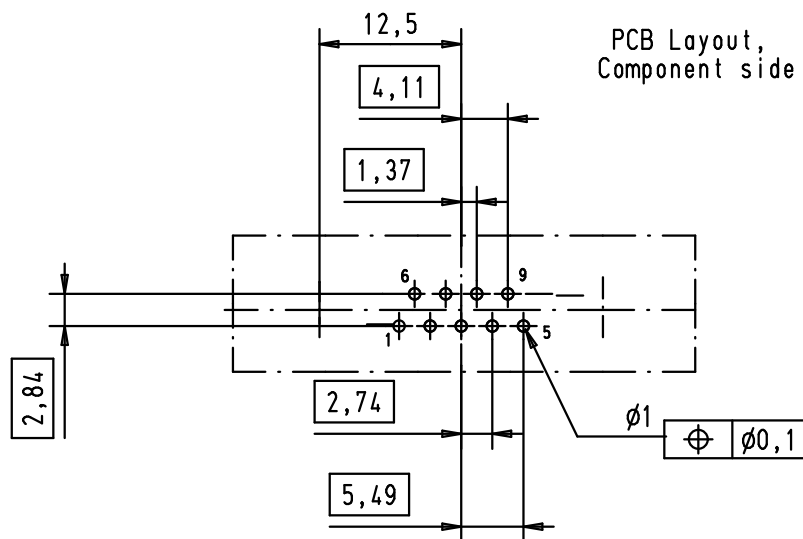 12,5
PCB Layout,
Component side
4,11
1,37
6
9
1
5
2,84
2,74
ø1
ø0,1
5,49